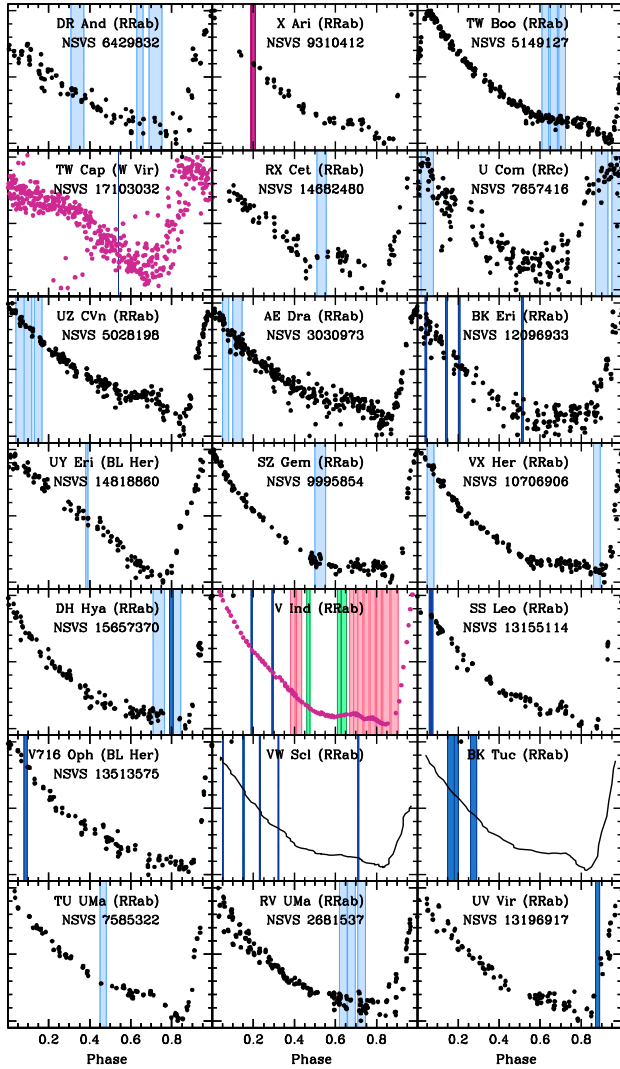 DR And (RRab)
NSVS 6429832
X Ari (RRab)
NSVS 9310412
TW Boo (RRab)
NSVS 5149127
TW Cap (W Vir)
NSVS 17103032
RX Cet (RRab)
NSVS 14682480
U Com (RRc)
NSVS 7657416
UZ CVn (RRab)
NSVS 5028198
AE Dra (RRab)
NSVS 3030973
BK Eri (RRab)
NSVS 12096933
UY Eri (BL Her)
NSVS 14818860
SZ Gem (RRab)
NSVS 9995854
VX Her (RRab)
NSVS 10706906
DH Hya (RRab)
NSVS 15657370
V Ind (RRab)
SS Leo (RRab)
NSVS 13155114
V716 Oph (BL Her)
NSVS 13513575
VW Scl (RRab)
BK Tuc (RRab)
TU UMa (RRab)
NSVS 7585322
RV UMa (RRab)
NSVS 2681537
UV Vir (RRab)
NSVS 13196917
0.2 0.4 0.6 0.8
0.2 0.4 0.6 0.8
0.2 0.4 0.6 0.8
Phase
Phase
Phase